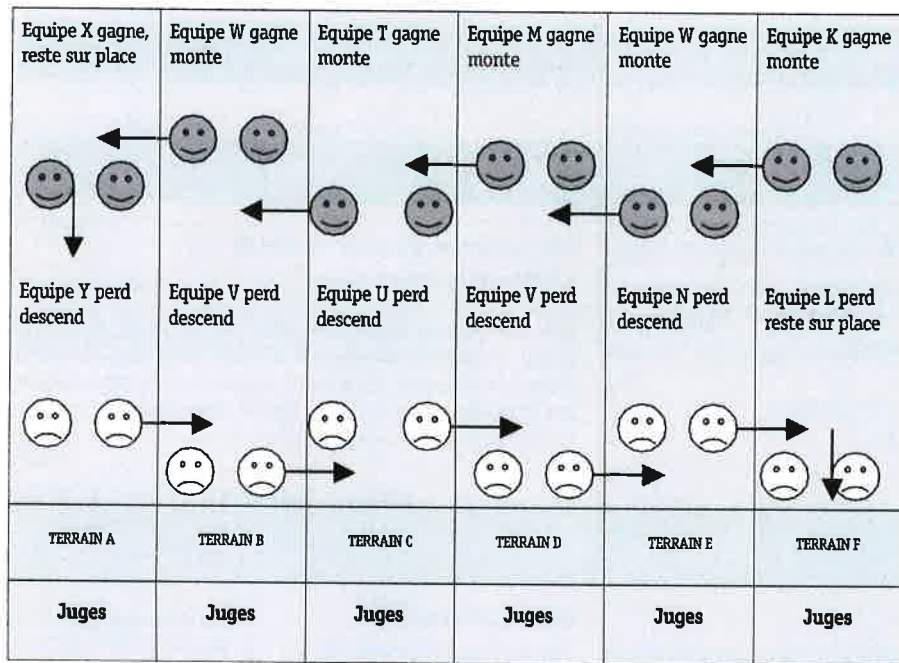 Equipe X gagne,
reste sur place
Equipe W gagne
monte
Equipe T gagne
monte
Equipe M gagne
monte
Equipe W gagne
monte
Equipe K gagne
monte
Equipe Y perd
descend
Equipe V perd
descend
Equipe U perd
descend
Equipe V perd
descend
Equipe N perd
descend
Equipe L perd
reste sur place
TERRAIN A
TERRAIN B
TERRAIN C
TERRAIN D
TERRAIN E
TERRAIN F
Juges
Juges
Juges
Juges
Juges
Juges